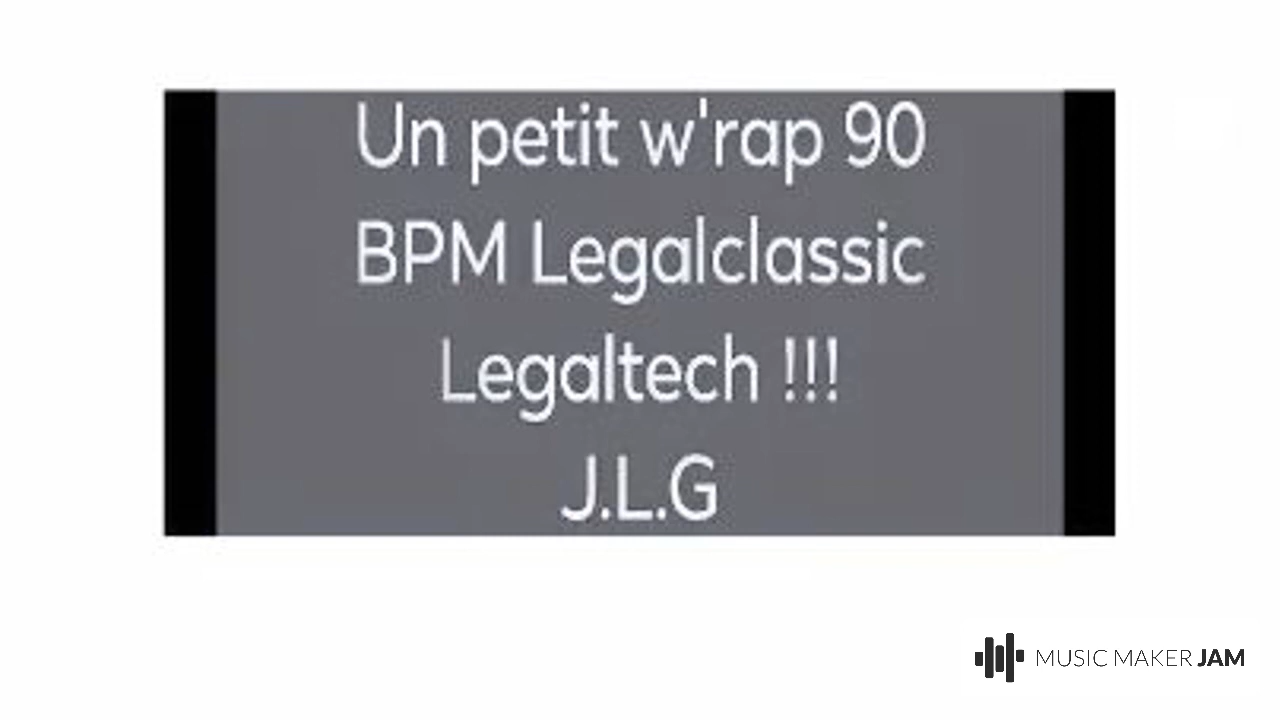 Un petit w'rap 90
BPM Legalclassic
Legaltech !!!
J.L.G
MUSIC MAKER JAM